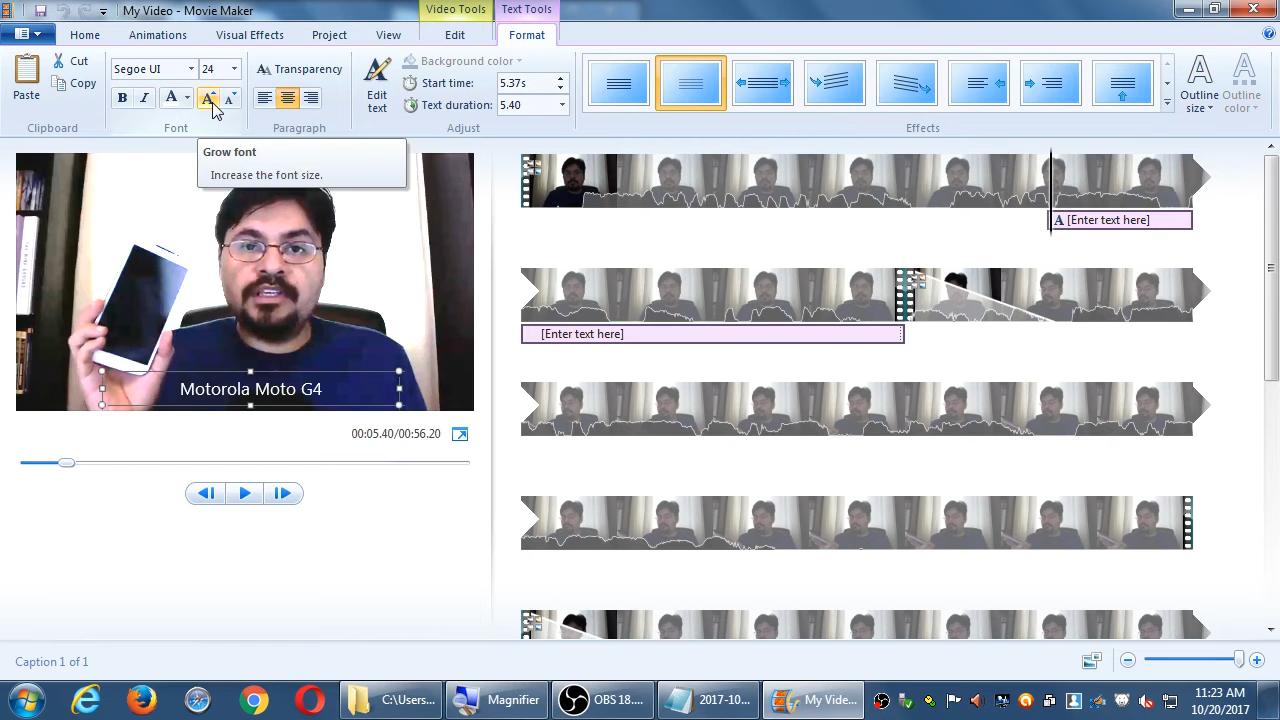 My Video - Movie Maker
Video Tools
Text Tools
Home
Animations
Visual Effects
Project
View
Edit
Format
Paste
Cut
Copy
Clipboard
Segoe UI
24
B
I
A
A
A
Font
Transparency
Paragraph
Edit text
Background color
Start time:
5.37s
Text duration:
5.40
Adjust
Effects
Outline size
Outline color
Grow font
Increase the font size.
Motorola Moto G4
00:05.40/00:56.20
A [Enter text here]
[Enter text here]
Caption 1 of 1
C:\Users...
Magnifier
OBS 18....
2017-10...
My Vide...
11:23 AM
10/20/2017